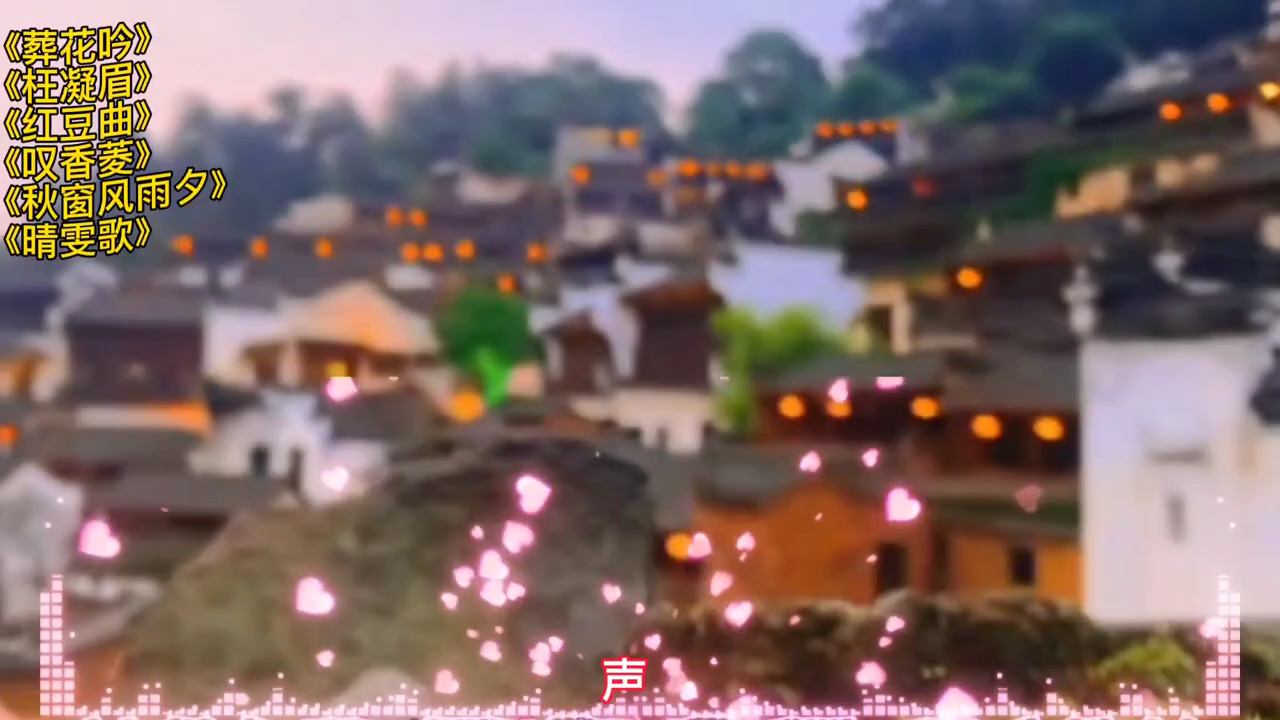 《葬花吟》
《枉凝眉》
《红豆曲》
《叹香菱》
《秋窗风雨夕》
《晴雯歌》
声